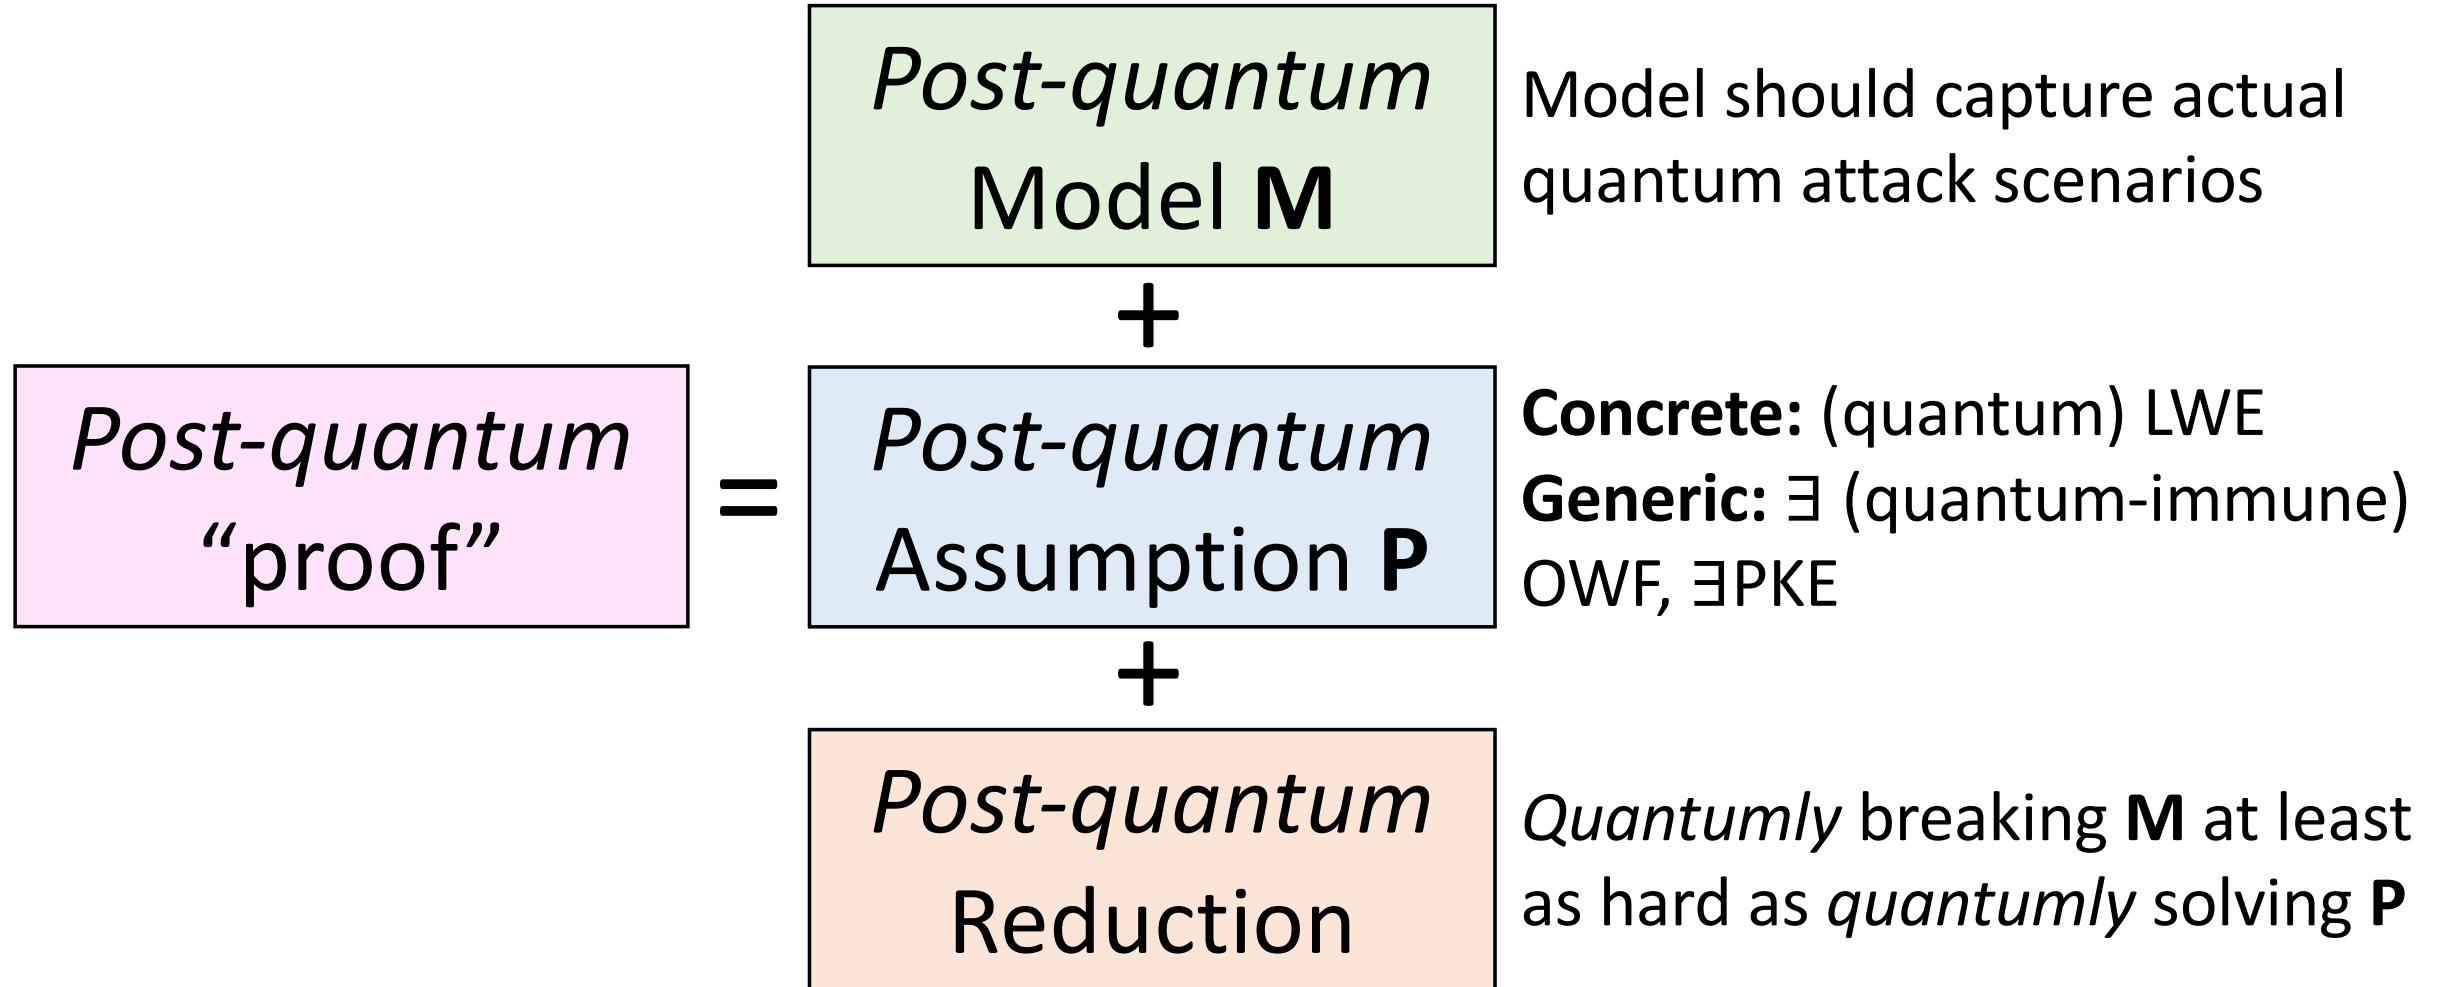 Post-quantum
Model M
Model should capture actual
quantum attack scenarios
+
Post-quantum
“proof”
=
Post-quantum
Assumption P
Concrete: (quantum) LWE
Generic: ∃ (quantum-immune)
OWF, ∃PKE
+
Post-quantum
Reduction
Quantumly breaking M at least
as hard as quantumly solving P